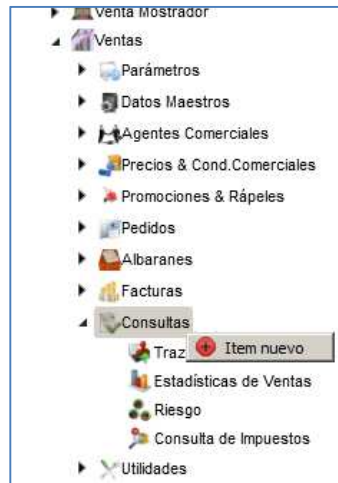 Venta Mostrador
Ventas
Parámetros
Datos Maestros
Agentes Comerciales
Precios & Cond.Comerciales
Promociones & Rápeles
Pedidos
Albaranes
Facturas
Consultas
Item nuevo
Traz
Estadísticas de Ventas
Riesgo
Consulta de Impuestos
Utilidades